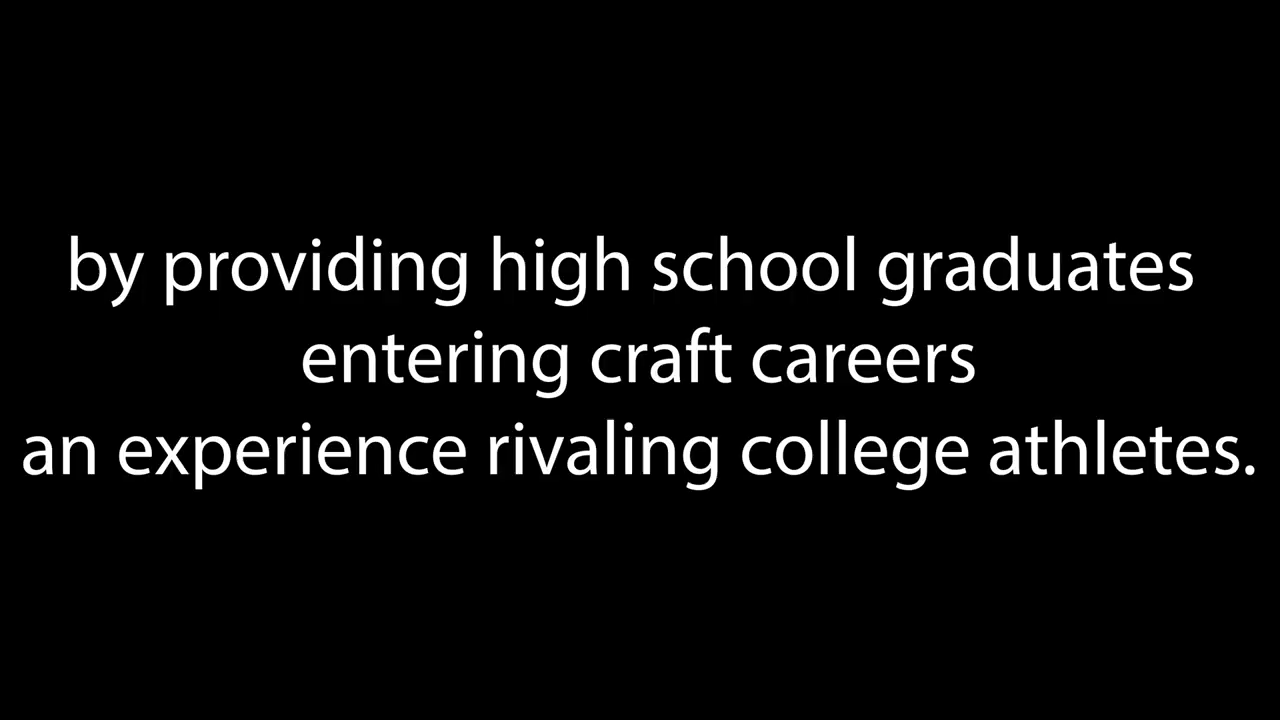 by providing high school graduates
entering craft careers
an experience rivaling college athletes.